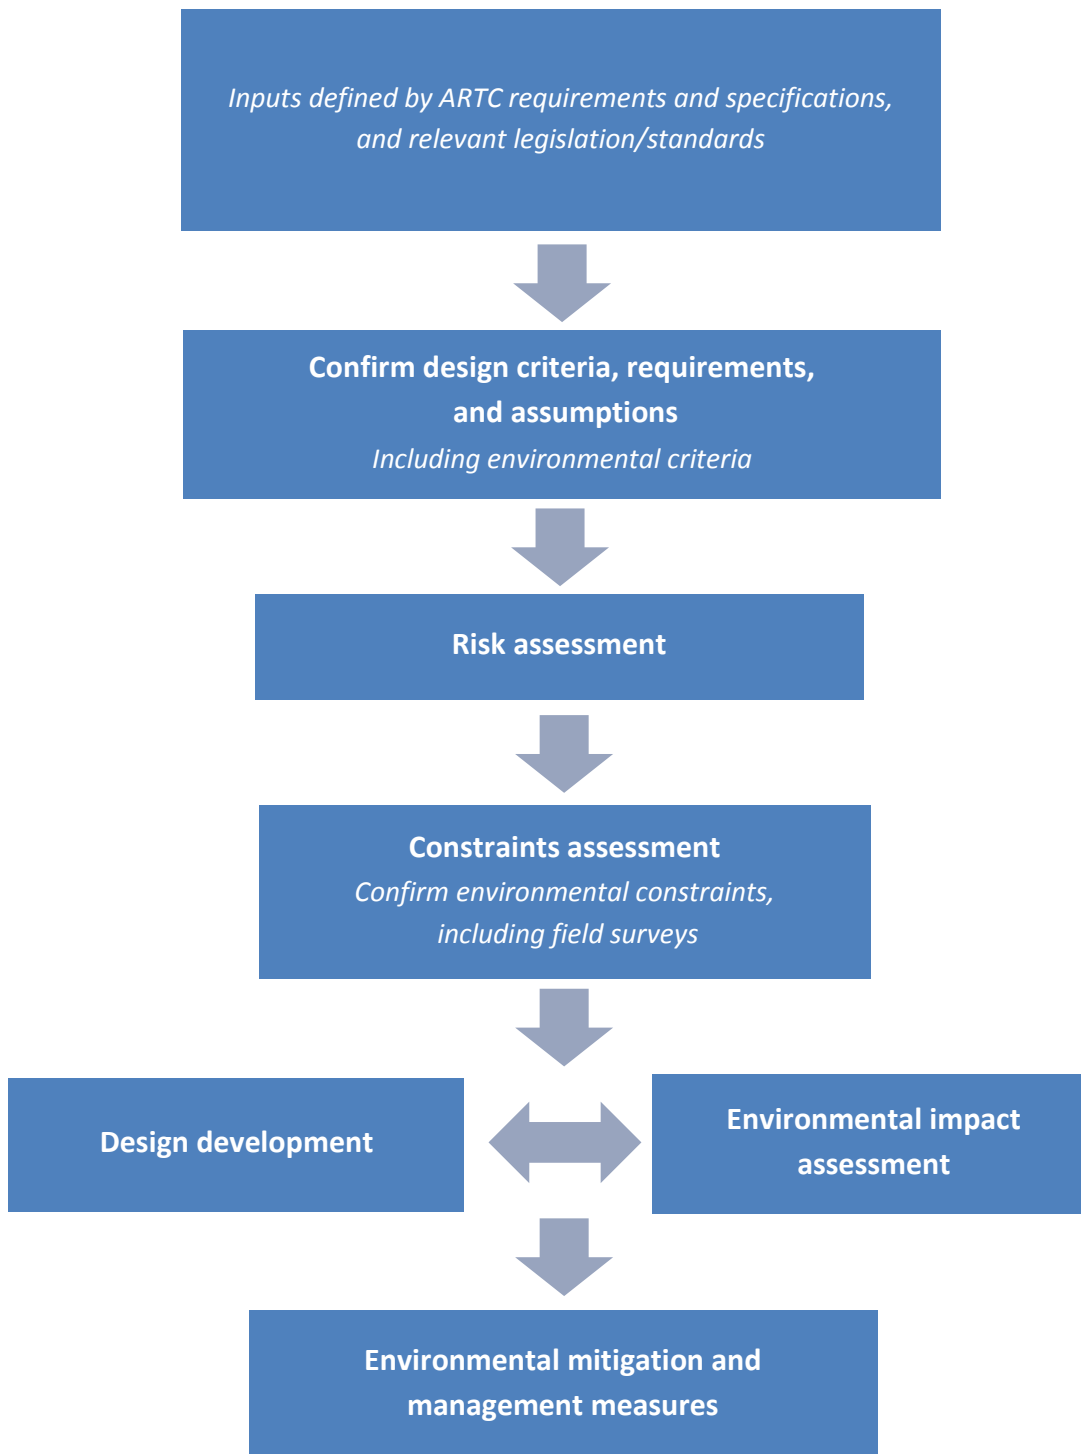 Inputs defined by ARTC requirements and specifications,
and relevant legislation/standards
Confirm design criteria, requirements,
and assumptions
Including environmental criteria
Risk assessment
Constraints assessment
Confirm environmental constraints,
including field surveys
Design development
Environmental impact
assessment
Environmental mitigation and
management measures